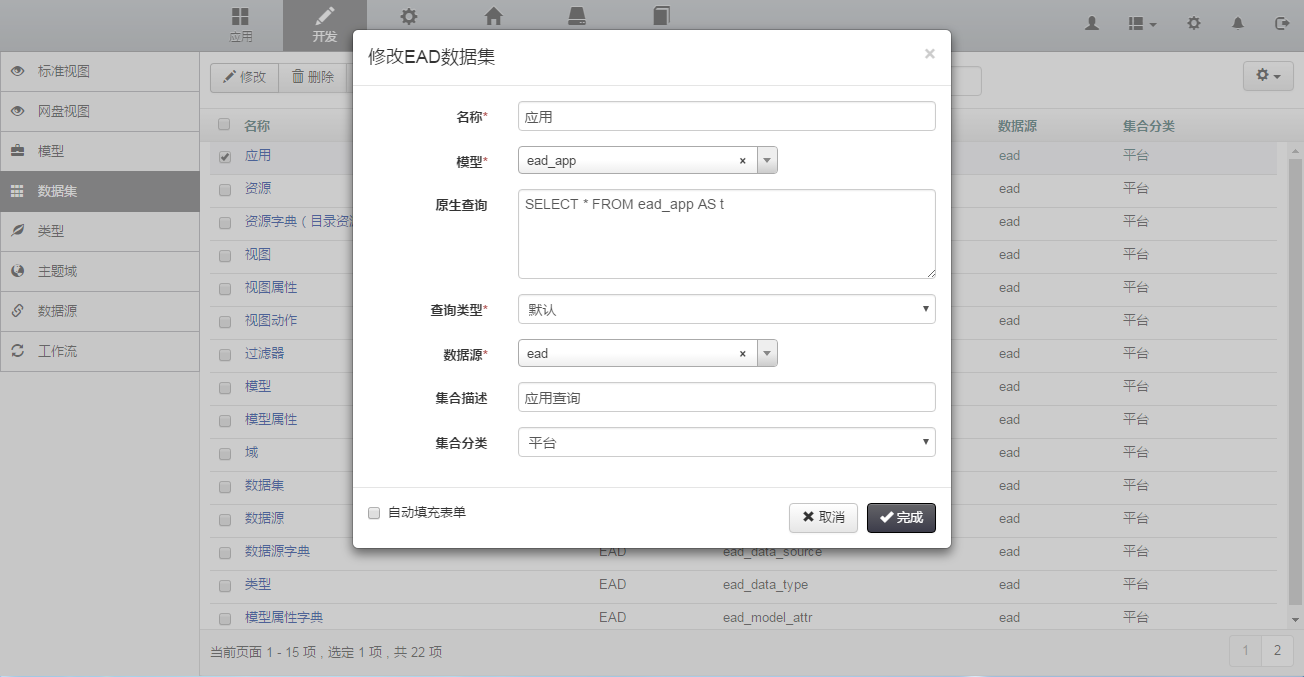 应用
开发
修改EAD数据集 ×
标准视图
网盘视图
模型
数据集
类型
主题域
数据源
工作流
修改 删除
名称 数据源 集合分类
应用 ead 平台
资源 ead 平台
资源字典（目录资 ead 平台
视图 ead 平台
视图属性 ead 平台
视图动作 ead 平台
过滤器 ead 平台
模型 ead 平台
模型属性 ead 平台
域 ead 平台
数据集 ead 平台
数据源 ead 平台
数据源字典 EAD ead_data_source ead 平台
类型 EAD ead_data_type ead 平台
模型属性字典 EAD ead_model_attr ead 平台
当前页面 1 - 15 项，选定 1 项，共 22 项
1 2
名称* 应用
模型* ead_app ×
原生查询 SELECT * FROM ead_app AS t
查询类型* 默认
数据源* ead ×
集合描述 应用查询
集合分类 平台
自动填充表单 取消 完成